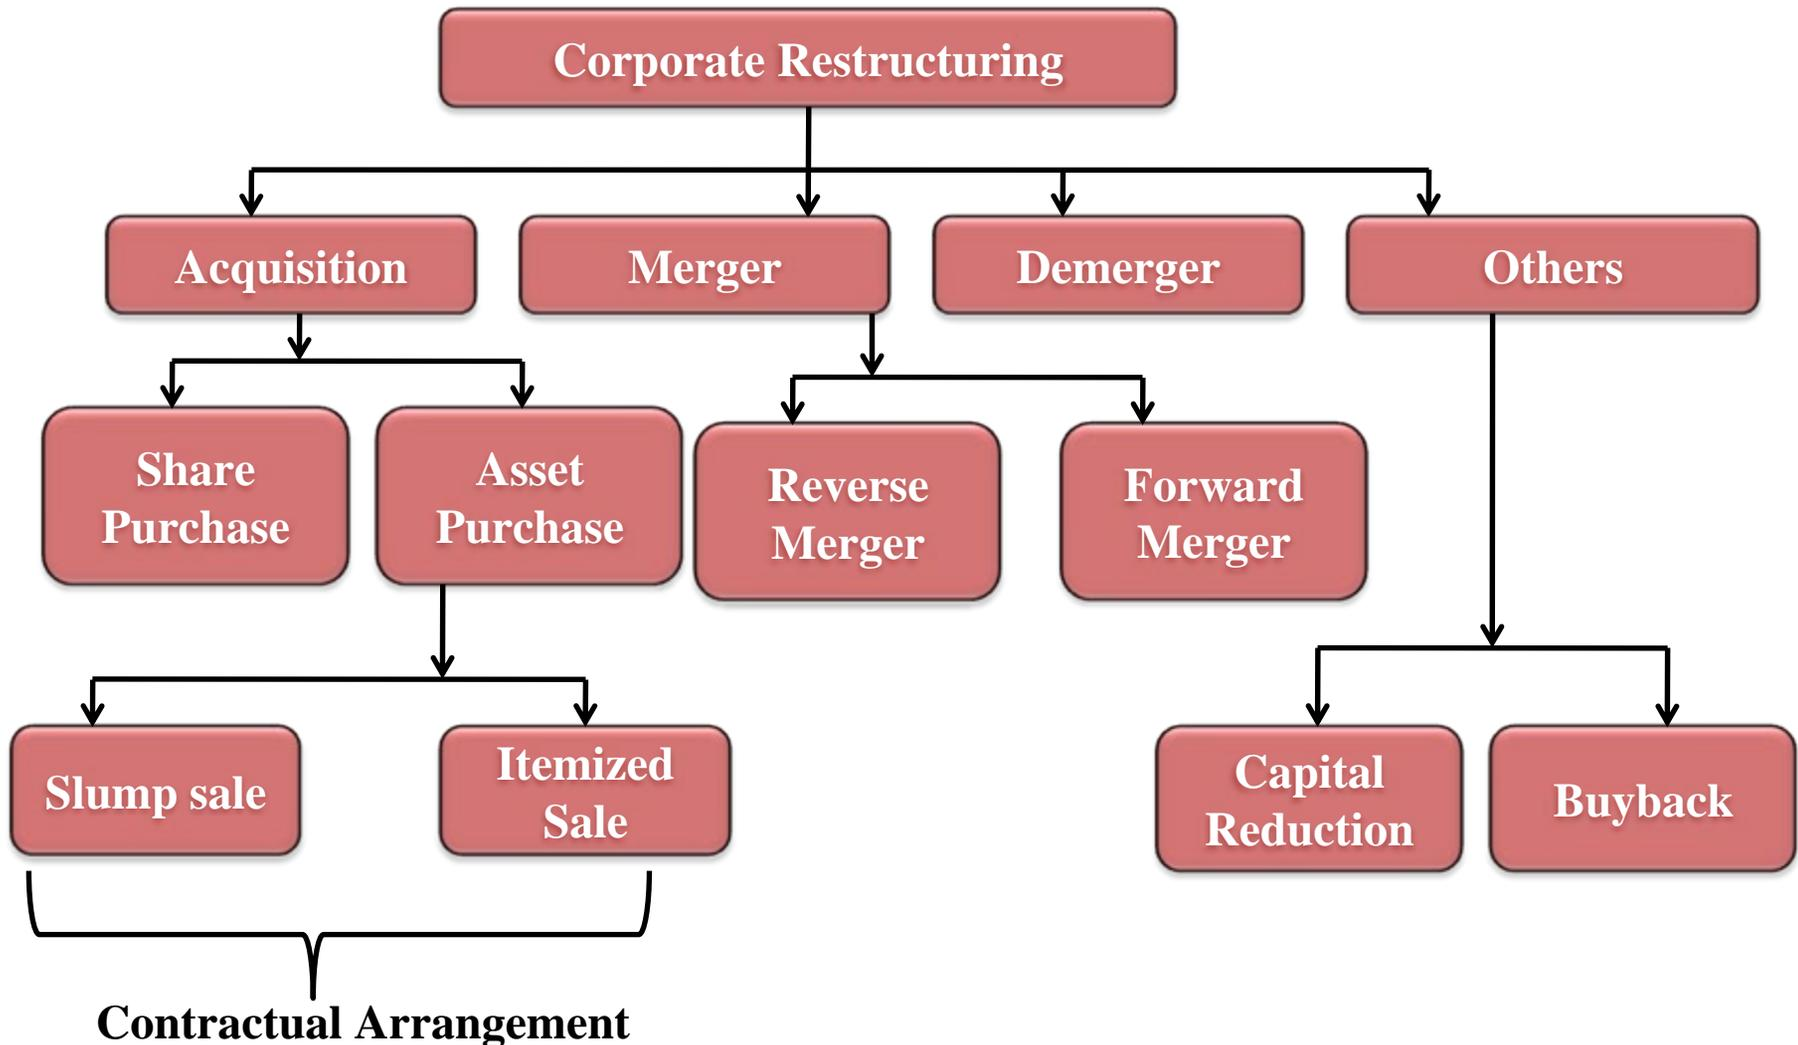 Corporate Restructuring
Acquisition
Merger
Demerger
Others
Share
Purchase
Asset
Purchase
Reverse
Merger
Forward
Merger
Slump sale
Itemized
Sale
Capital
Reduction
Buyback
Contractual Arrangement